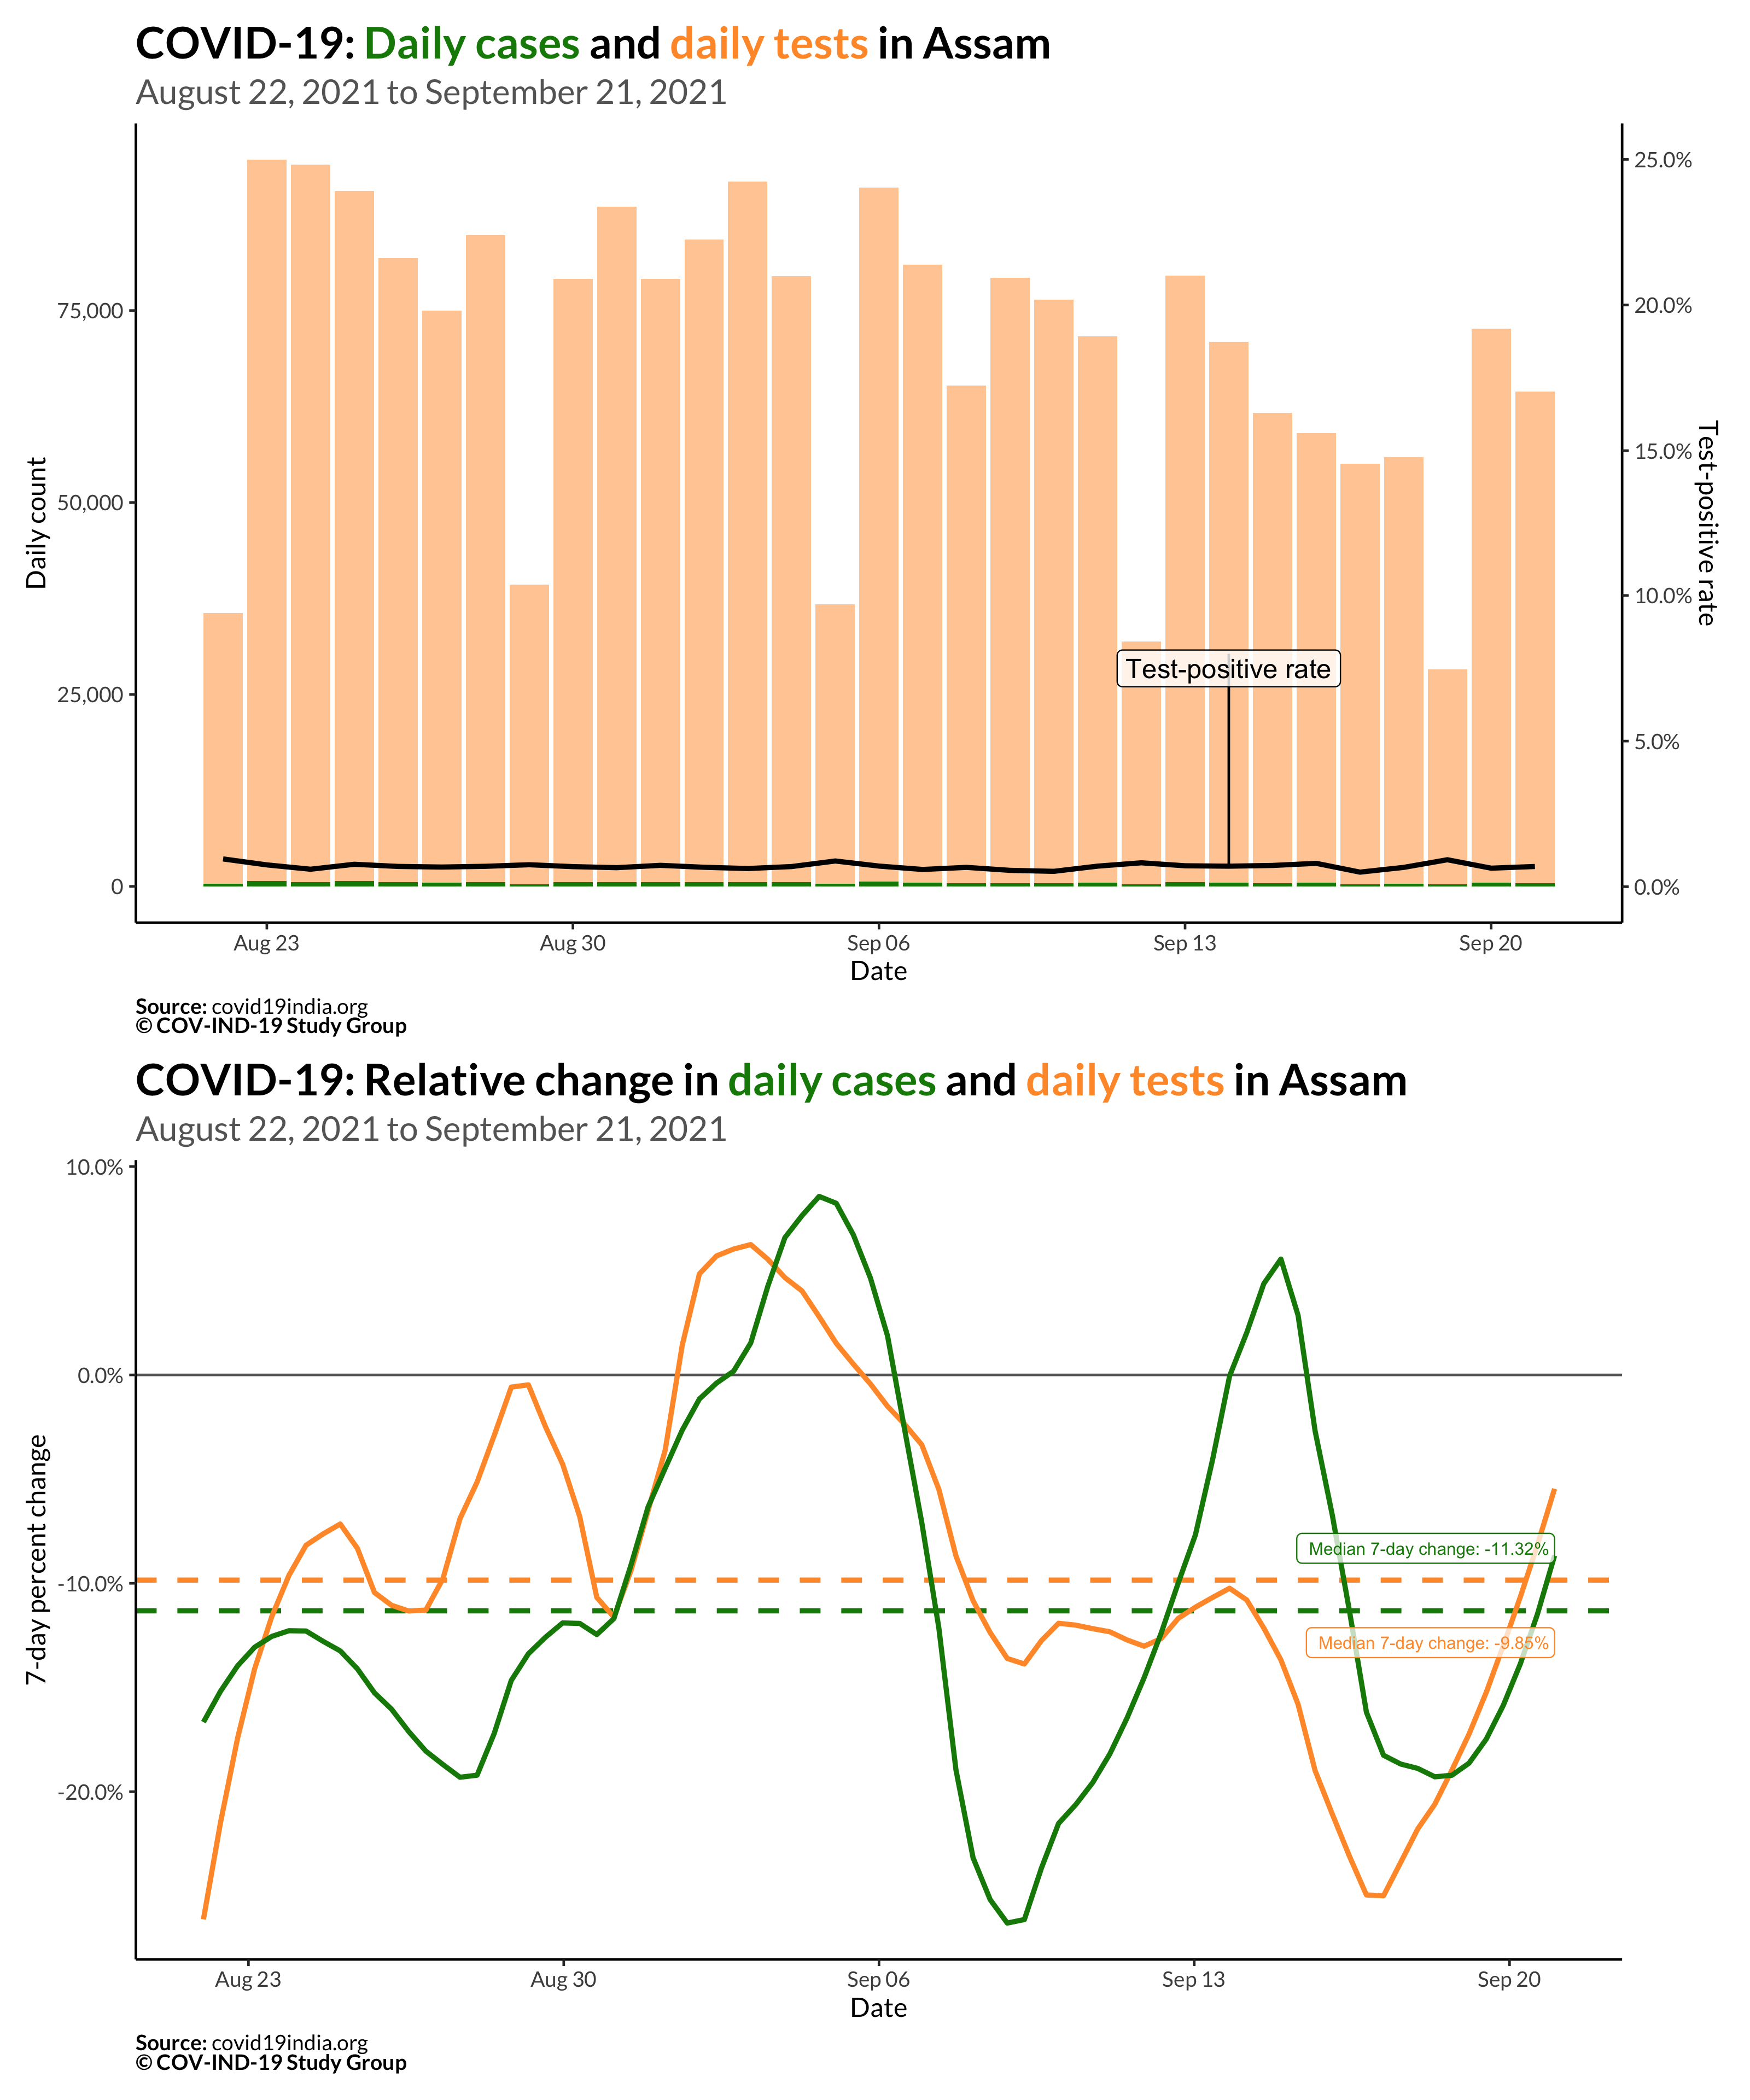 COVID-19: Daily cases and daily tests in Assam
August 22, 2021 to September 21, 2021
25.0%
20.0%
75,000
15.0%
50,000
10.0%
25,000
5.0%
0
0.0%
Daily count
Test-positive rate
Test-positive rate
Aug 23
Aug 30
Sep 06
Sep 13
Sep 20
Date
Source: covid19india.org
© COV-IND-19 Study Group
COVID-19: Relative change in daily cases and daily tests in Assam
August 22, 2021 to September 21, 2021
10.0%
0.0%
-10.0%
-20.0%
7-day percent change
Median 7-day change: -11.32%
Median 7-day change: -9.85%
Aug 23
Aug 30
Sep 06
Sep 13
Sep 20
Date
Source: covid19india.org
© COV-IND-19 Study Group